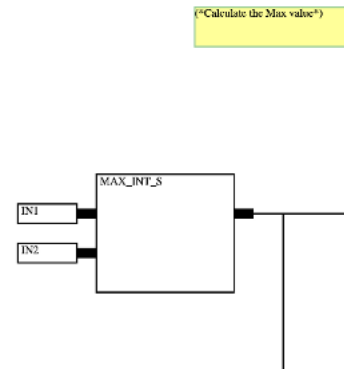 (*Calculate the Max value*)
MAX_INT_S
IN1
IN2